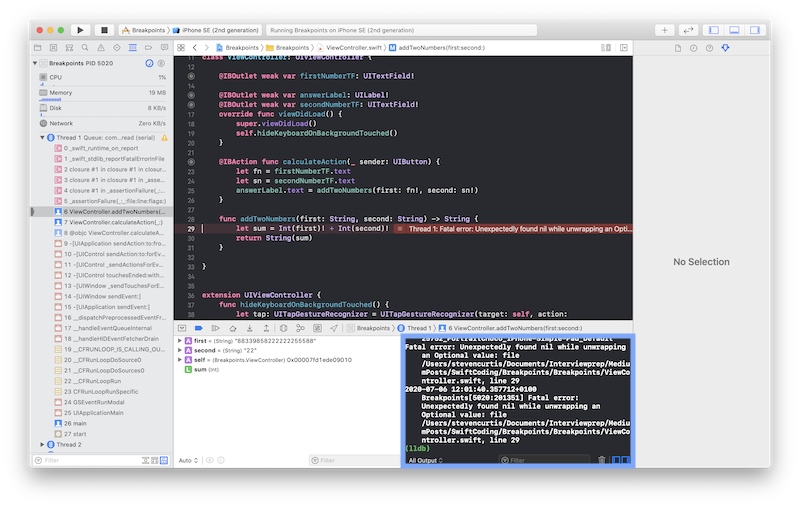 Breakpoints 〉 iPhone SE (2nd generation)
Running Breakpoints on iPhone SE (2nd generation)
Breakpoints 〉 Breakpoints 〉 ViewController.swift 〉 addTwoNumbers(first:second:)
Breakpoints PID 5020
CPU 1%
Memory 19 MB
Disk 8 KB/s
Network Zero KB/s
Thread 1 Queue: com...read (serial)
0 _swift_runtime_on_report
1 _swift_stdlib_reportFatalErrorInFile
2 closure #1 in closure #1 in closur...
3 closure #1 in closure #1 in _asser...
4 closure #1 in _assertionFailure(_:...
5 _assertionFailure(_:_:file:line:flags:)
6 ViewController.addTwoNumbers(...
7 ViewController.calculateAction(_:)
8 @objc ViewController.calculateA...
9 -[UIApplication sendAction:to:fro...
10 -[UIControl sendAction:to:forEve...
11 -[UIControl _sendActionsForEve...
12 -[UIControl touchesEnded:withE...
13 -[UIWindow _sendTouchesForEv...
14 -[UIWindow sendEvent:]
15 -[UIApplication sendEvent:]
16 __dispatchPreprocessedEventFr...
17 __handleEventQueueInternal
18 __handleHIDEventFetcherDrain
19 __CFRUNLOOP_IS_CALLING_OU...
20 __CFRunLoopDoSource0
21 __CFRunLoopDoSources0
22 __CFRunLoopRun
23 CFRunLoopRunSpecific
24 GSEventRunModal
25 UIApplicationMain
26 main
27 start
Thread 2
Filter
11 class ViewController: UIViewController {
12
@IBOutlet weak var firstNumberTF: UITextField!
14
@IBOutlet weak var answerLabel: UILabel!
@IBOutlet weak var secondNumberTF: UITextField!
17 override func viewDidLoad() {
18 super.viewDidLoad()
19 self.hideKeyboardOnBackgroundTouched()
20 }
21
@IBAction func calculateAction(_ sender: UIButton) {
23 let fn = firstNumberTF.text
24 let sn = secondNumberTF.text
25 answerLabel.text = addTwoNumbers(first: fn!, second: sn!)
26 }
27
28 func addTwoNumbers(first: String, second: String) -> String {
29 let sum = Int(first)! + Int(second)! Thread 1: Fatal error: Unexpectedly found nil while unwrapping an Opti...
30 return String(sum)
31 }
32
33 }
34
35
36 extension UIViewController {
37 func hideKeyboardOnBackgroundTouched() {
38 let tap: UITapGestureRecognizer = UITapGestureRecognizer(target: self, action:
No Selection
Breakpoints 〉 Thread 1 〉 6 ViewController.addTwoNumbers(first:second:)
first = (String)
second = (String) "22"
self = (Breakpoints.ViewController)
sum (Int)
Auto
Filter
Fatal error: Unexpectedly found nil while unwrapping
an Optional value: file
/Users/stevencurtis/Documents/Interviewprep/Medi
umPosts/SwiftCoding/Breakpoints/Breakpoints/ViewCo
ntroller.swift, line 29
2020-07-06 12:01:40.357712+0100
Breakpoints[5020:201351] Fatal error:
Unexpectedly found nil while unwrapping an
Optional value: file
/Users/stevencurtis/Documents/Interviewprep/Mediu
mPosts/SwiftCoding/Breakpoints/Breakpoints/ViewCo
ntroller.swift, line 29
(lldb)
All Output
Filter